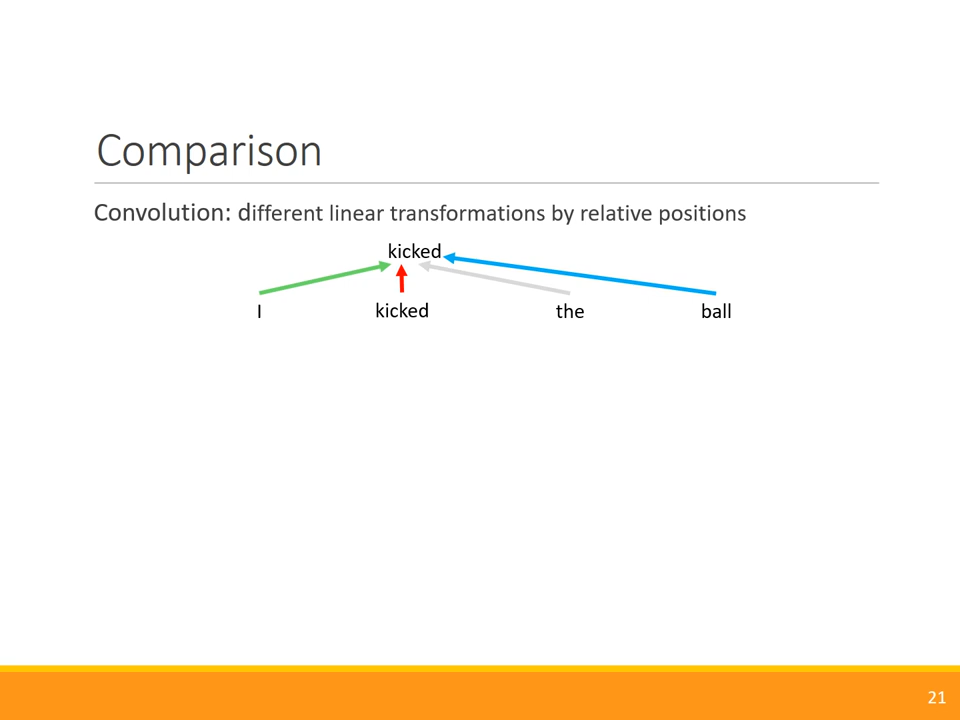 Comparison
Convolution: different linear transformations by relative positions
kicked
I kicked the ball
21